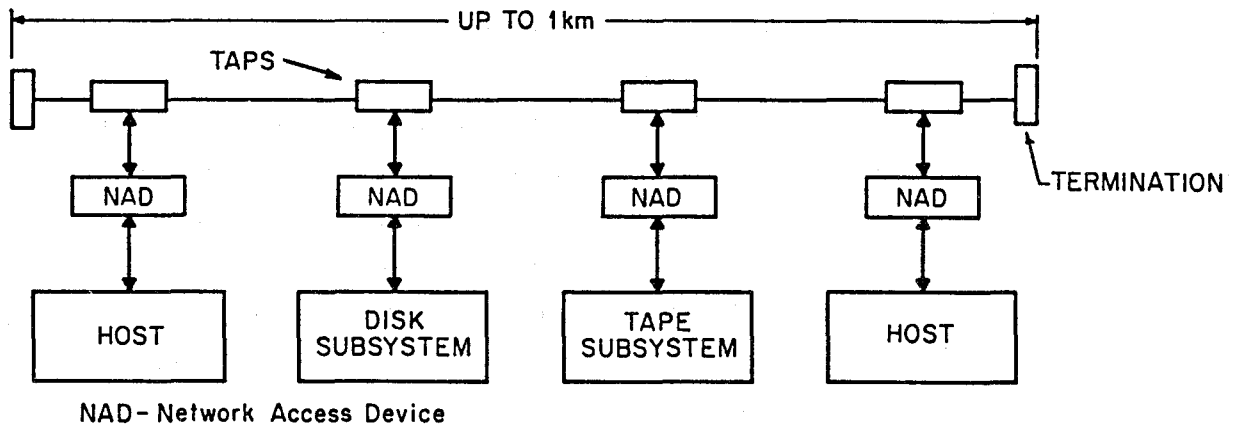 UP TO 1km
TAPS
TERMINATION
NAD NAD NAD NAD
HOST
DISK
SUBSYSTEM
TAPE
SUBSYSTEM
HOST
NAD - Network Access Device